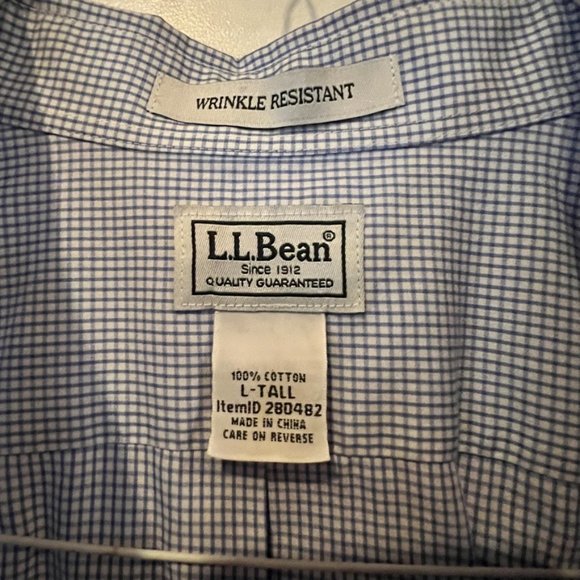 WRINKLE RESISTANT
L.L.Bean®
Since 1912
QUALITY GUARANTEED
100% COTTON
L-TALL
ItemID 280482
MADE IN CHINA
CARE ON REVERSE